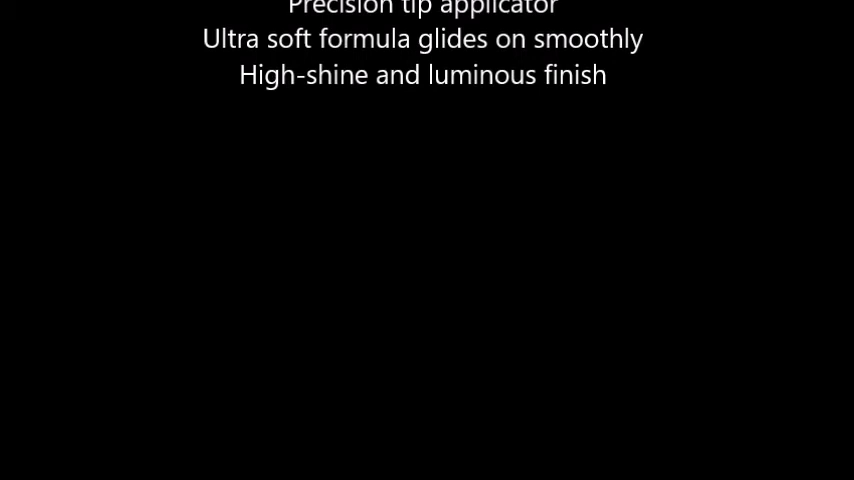 Precision tip applicator
Ultra soft formula glides on smoothly
High-shine and luminous finish